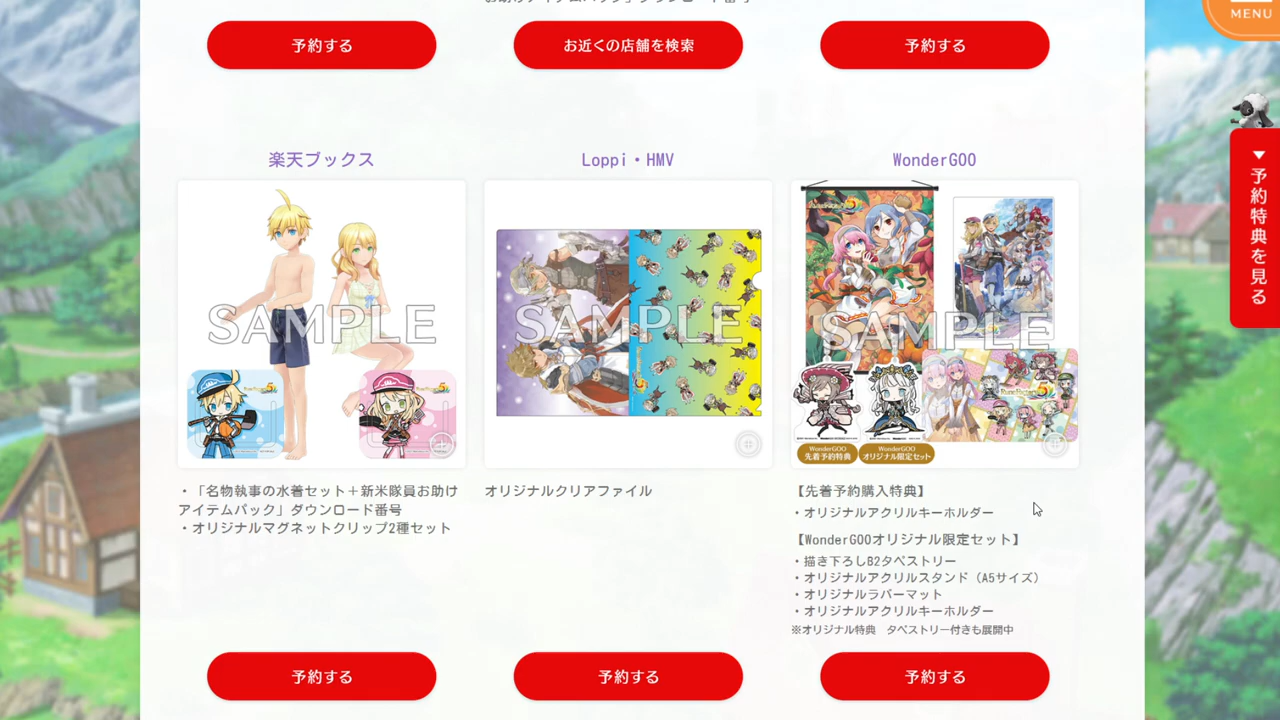 MENU
予約する
お近くの店舗を検索
予約する
▼予約特典を見る
楽天ブックス
Loppi・HMV
WonderGOO
SAMPLE
SAMPLE
SAMPLE
WonderGOO
先着予約特典
WonderGOO
オリジナル限定セット
・「名物執事の水着セット＋新米隊員お助け
アイテムパック」ダウンロード番号
・オリジナルマグネットクリップ2種セット
オリジナルクリアファイル
【先着予約購入特典】
・オリジナルアクリルキーホルダー
【WonderGOOオリジナル限定セット】
・描き下ろしB2タペストリー
・オリジナルアクリルスタンド（A5サイズ）
・オリジナルラバーマット
・オリジナルアクリルキーホルダー
※オリジナル特典　タペストリー付きも展開中
予約する
予約する
予約する